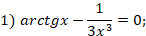 1) arctgx − 1/(3x³) = 0;